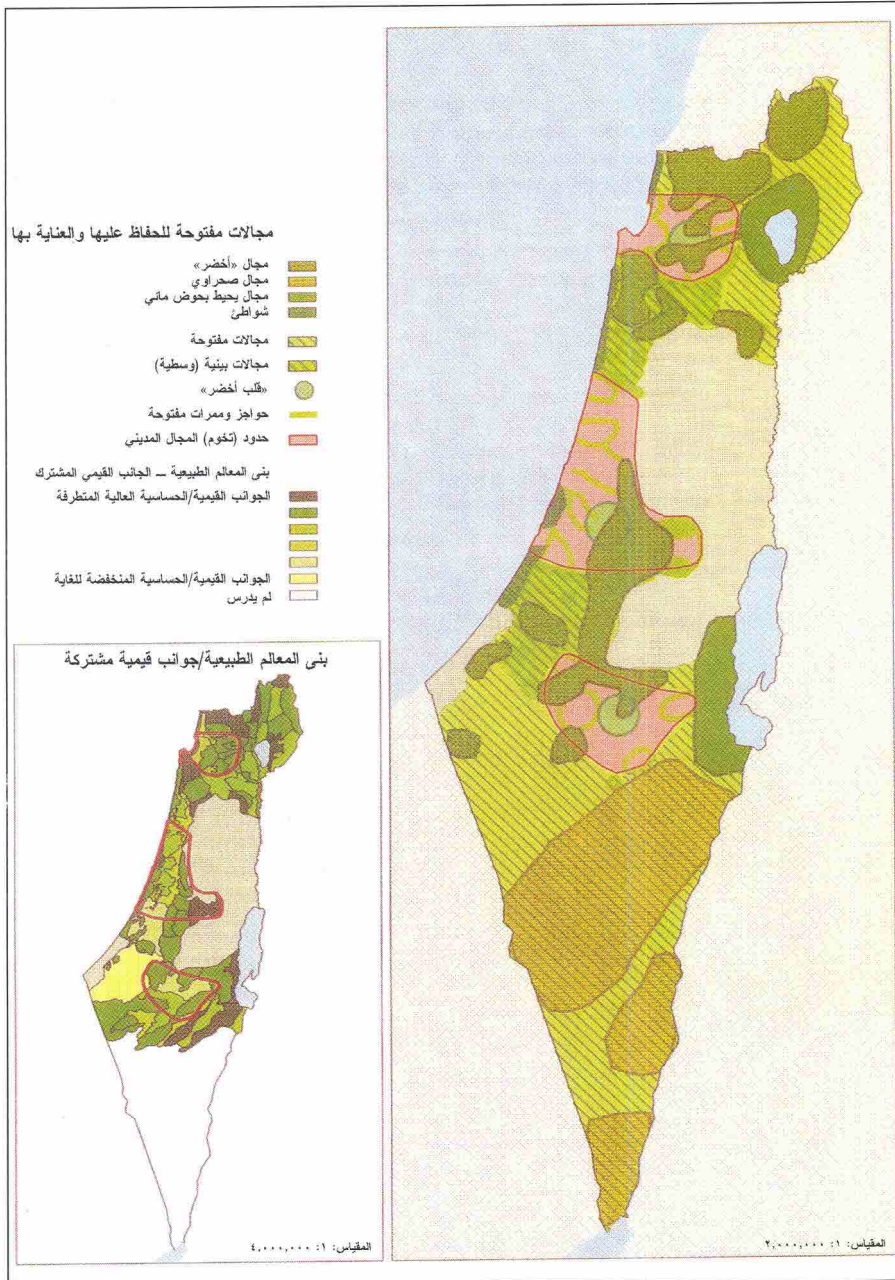 مجالات مفتوحة للحفاظ عليها والعناية بها
مجال «أخضر»
مجال صحراوي
مجال يحيط بحوض مائي
شواطئ
مجالات مفتوحة
مجالات بينية (وسطية)
«قلب أخضر»
حواجز وممرات مفتوحة
حدود (تخوم) المجال المديني
بنى المعالم الطبيعية – الجانب القيمي المشترك
الجوانب القيمية/الحساسية العالية المتطرفة
الجوانب القيمية/الحساسية المنخفضة للغاية
لم يدرس
بنى المعالم الطبيعية/جوانب قيمية مشتركة
المقياس: ١: ٤,٠٠٠,٠٠٠
المقياس: ١: ٢,٠٠٠,٠٠٠